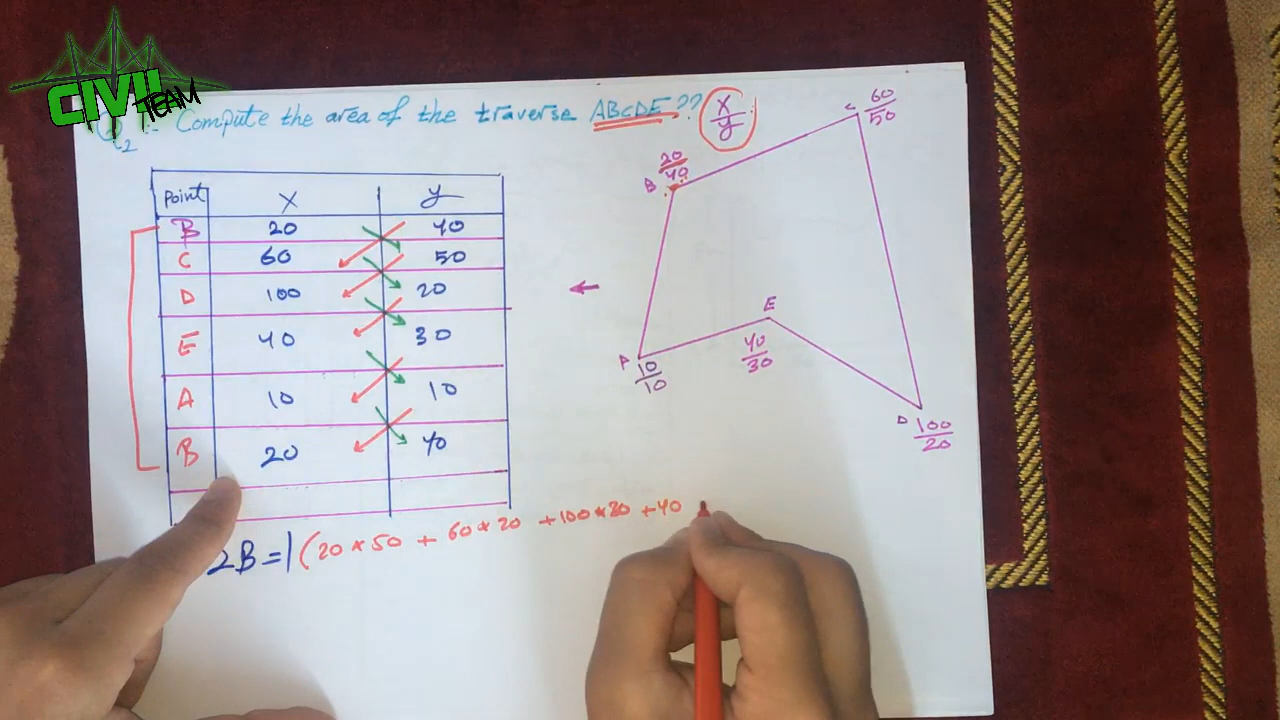 CIVIL TEAM
Q2 :- Compute the area of the traverse ABCDE ?? X/y
Point X y
B 20 40
C 60 50
D 100 20
E 40 30
A 10 10
B 20 40
B 20/40
C 60/50
E 40/30
A 10/10
D 100/20
2B = | ( 20 * 50 + 60 * 20 + 100 * 30 + 40